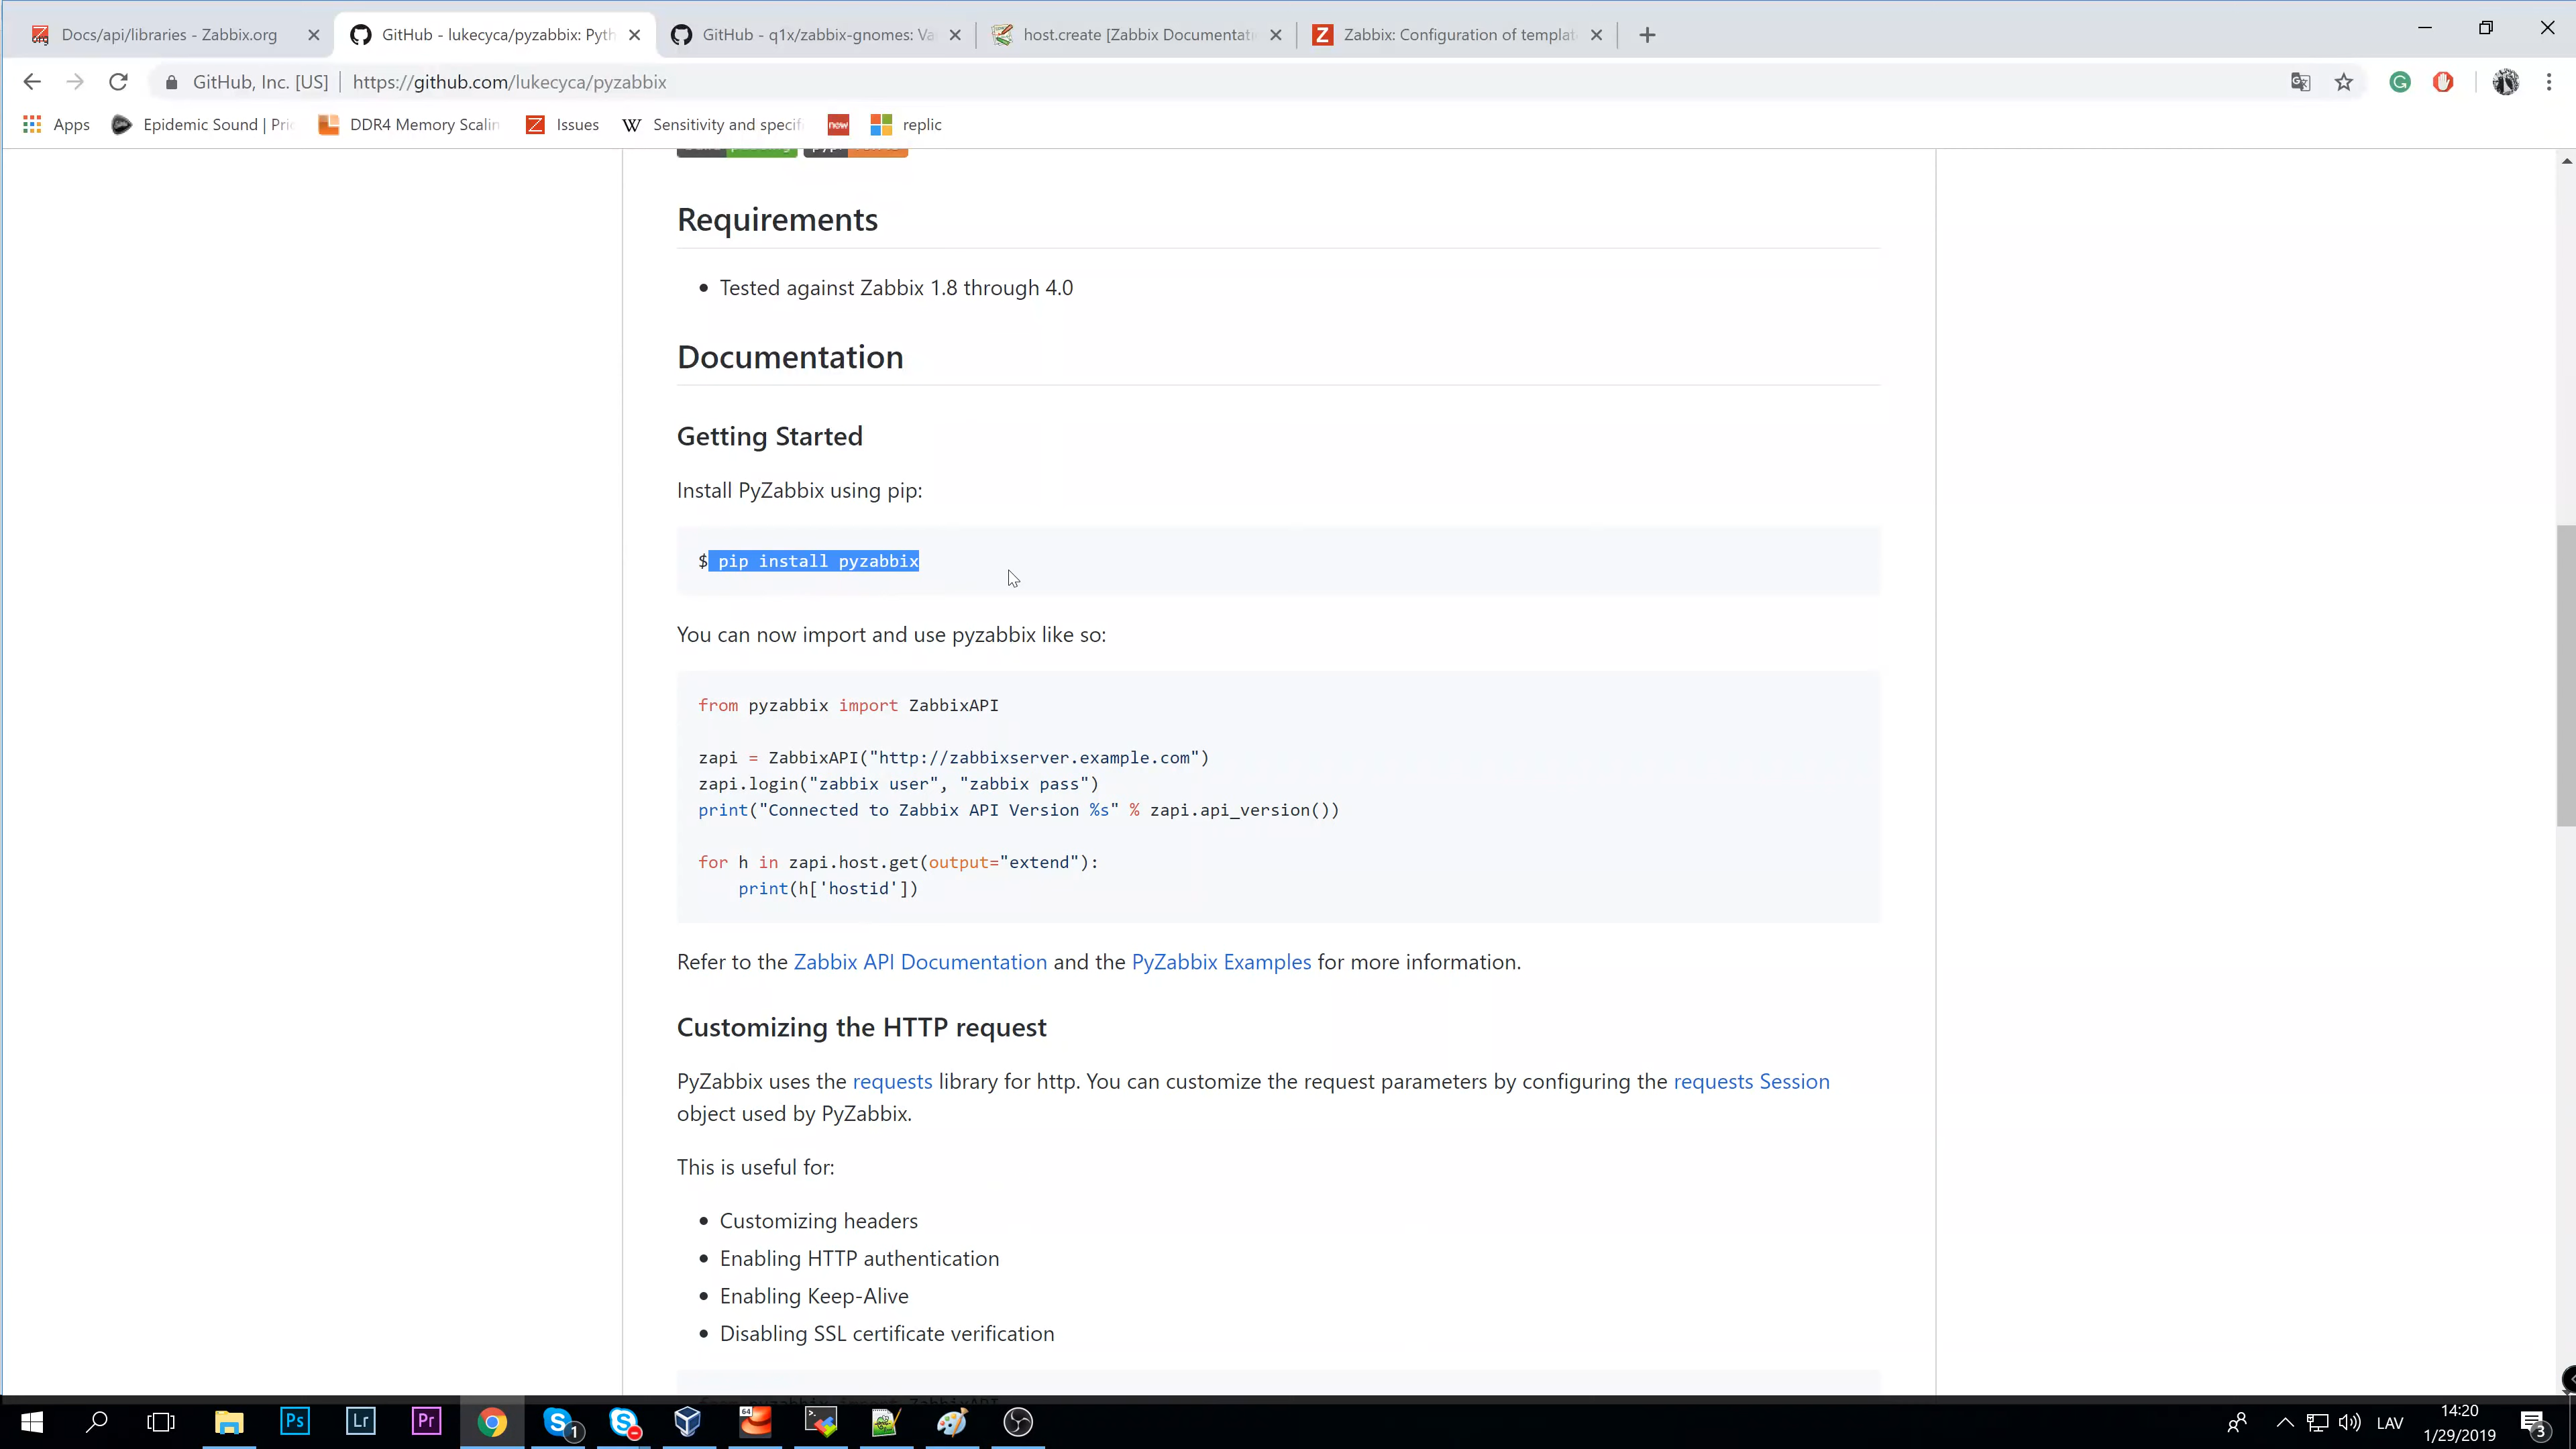 Docs/api/libraries - Zabbix.org
GitHub - lukecyca/pyzabbix: Pyth
GitHub - q1x/zabbix-gnomes: Va
host.create [Zabbix Documentat
Zabbix: Configuration of templat
GitHub, Inc. [US] https://github.com/lukecyca/pyzabbix
Apps
Epidemic Sound | Pri
DDR4 Memory Scalin
Issues
Sensitivity and specif
new
replic
Requirements
Tested against Zabbix 1.8 through 4.0
Documentation
Getting Started
Install PyZabbix using pip:
$ pip install pyzabbix
You can now import and use pyzabbix like so:
from pyzabbix import ZabbixAPI
zapi = ZabbixAPI("http://zabbixserver.example.com")
zapi.login("zabbix user", "zabbix pass")
print("Connected to Zabbix API Version %s" % zapi.api_version())
for h in zapi.host.get(output="extend"):
print(h['hostid'])
Refer to the Zabbix API Documentation and the PyZabbix Examples for more information.
Customizing the HTTP request
PyZabbix uses the requests library for http. You can customize the request parameters by configuring the requests Session
object used by PyZabbix.
This is useful for:
Customizing headers
Enabling HTTP authentication
Enabling Keep-Alive
Disabling SSL certificate verification
Ps
Lr
Pr
1
64
LAV
14:20
1/29/2019
3